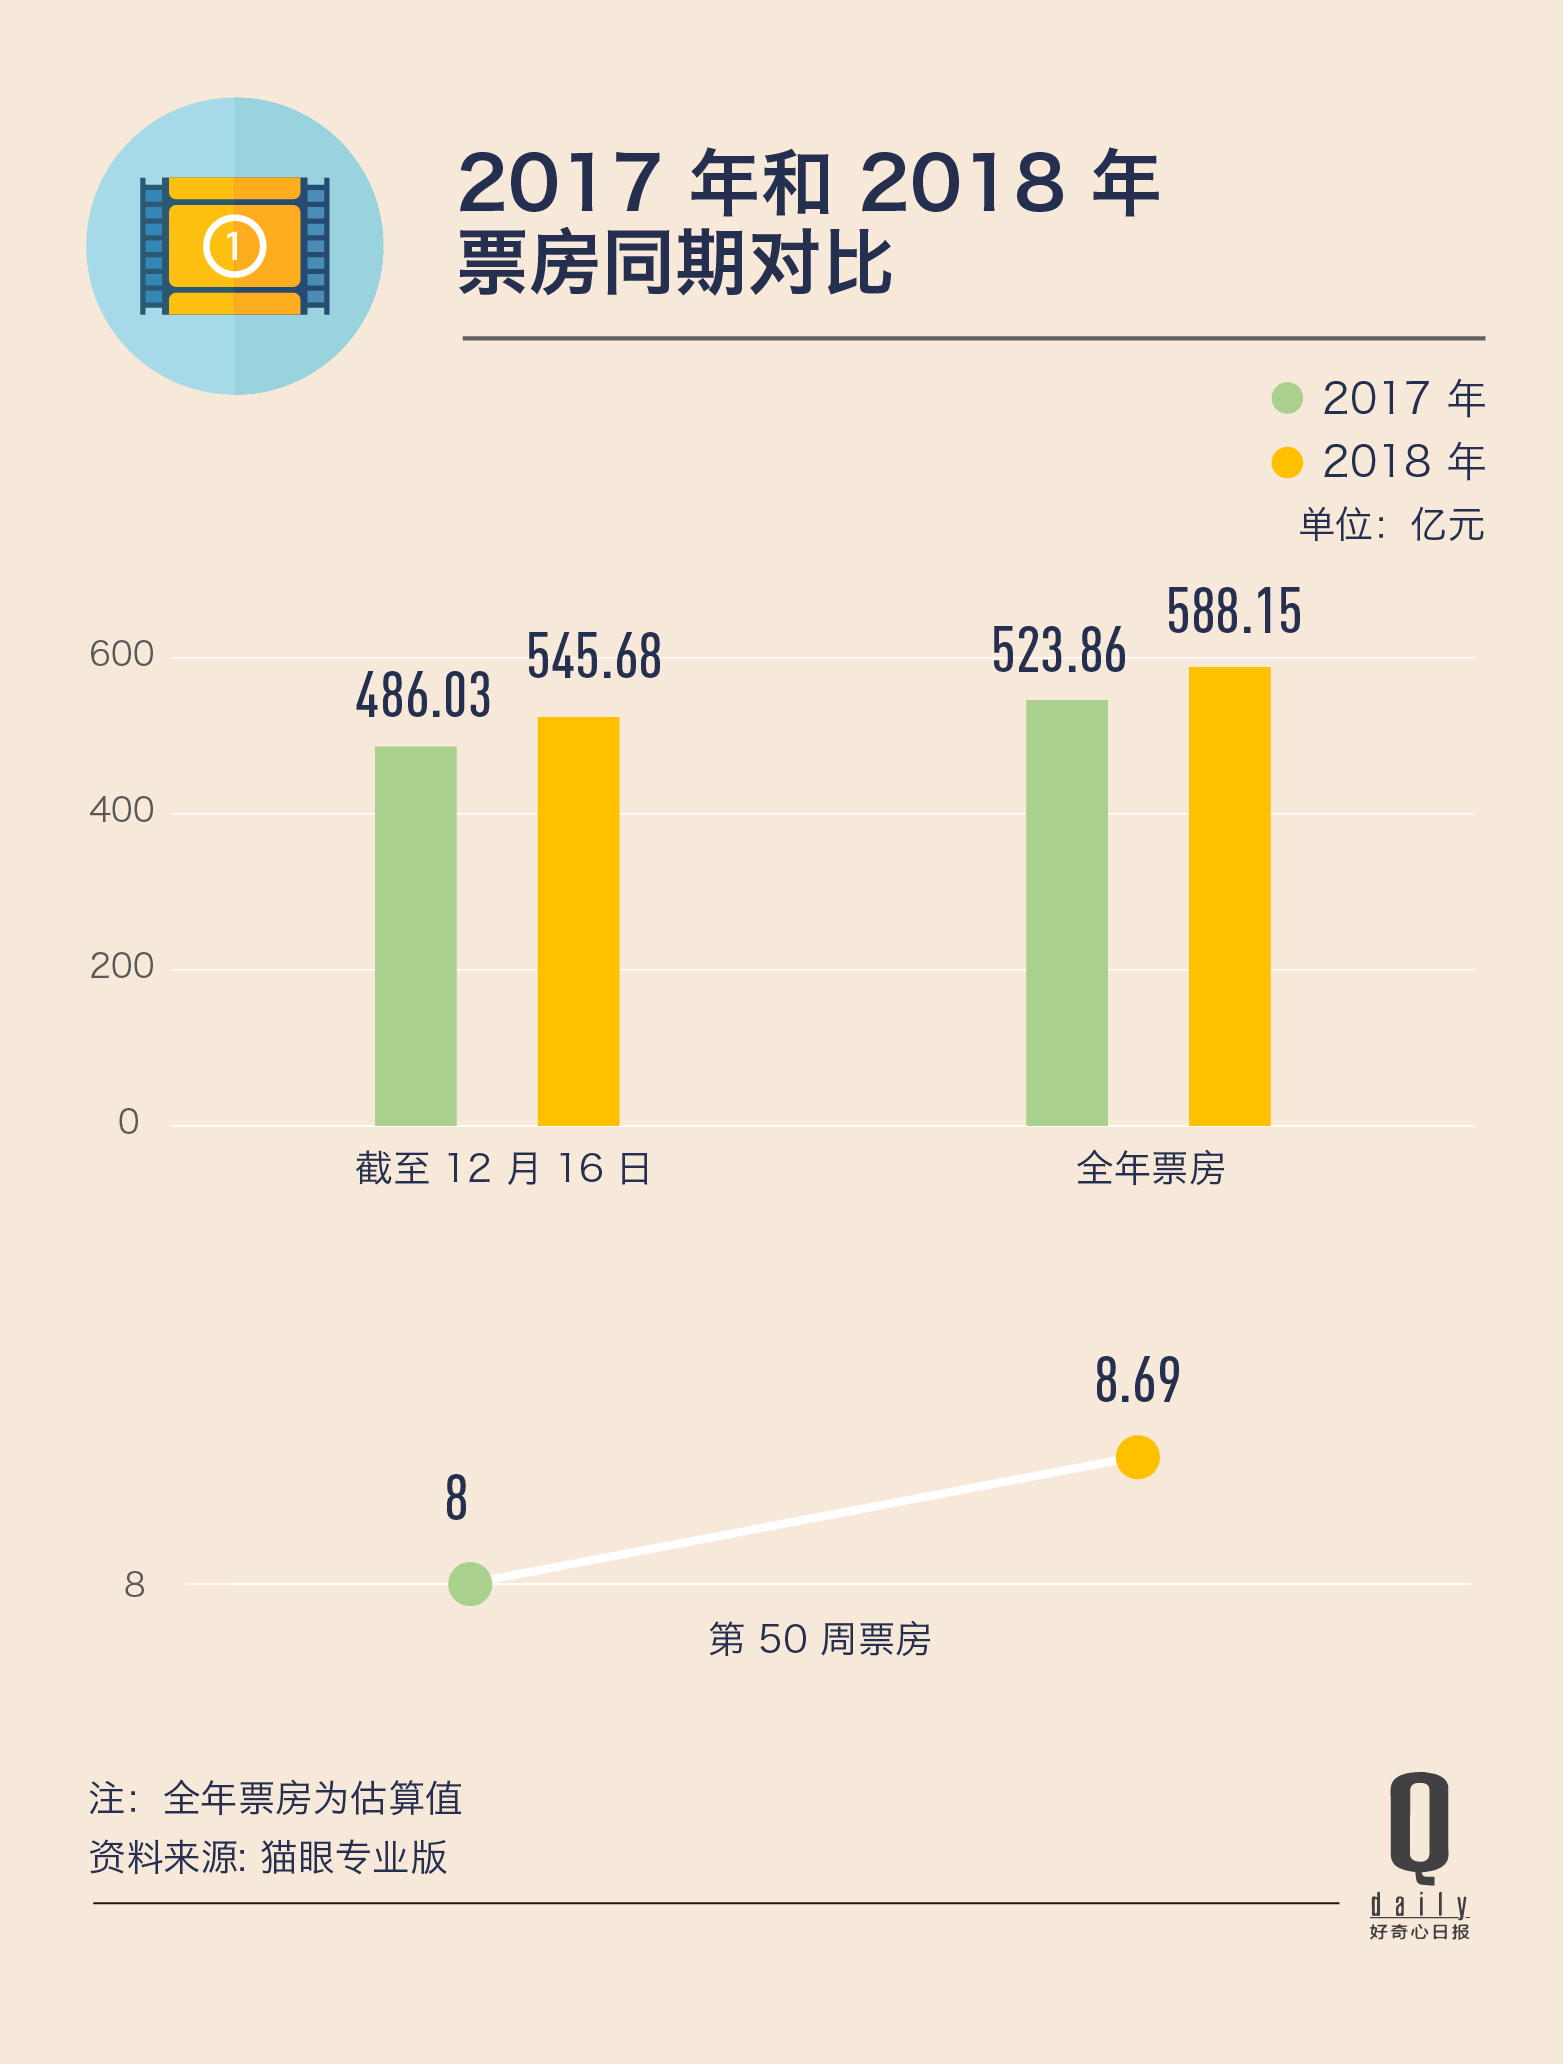 2017 年和 2018 年
票房同期对比
1
2017 年
2018 年
单位：亿元
600
400
200
0
486.03
545.68
523.86
588.15
截至 12 月 16 日
全年票房
8
8.69
8
第 50 周票房
注：全年票房为估算值
资料来源: 猫眼专业版
Q
daily
好奇心日报